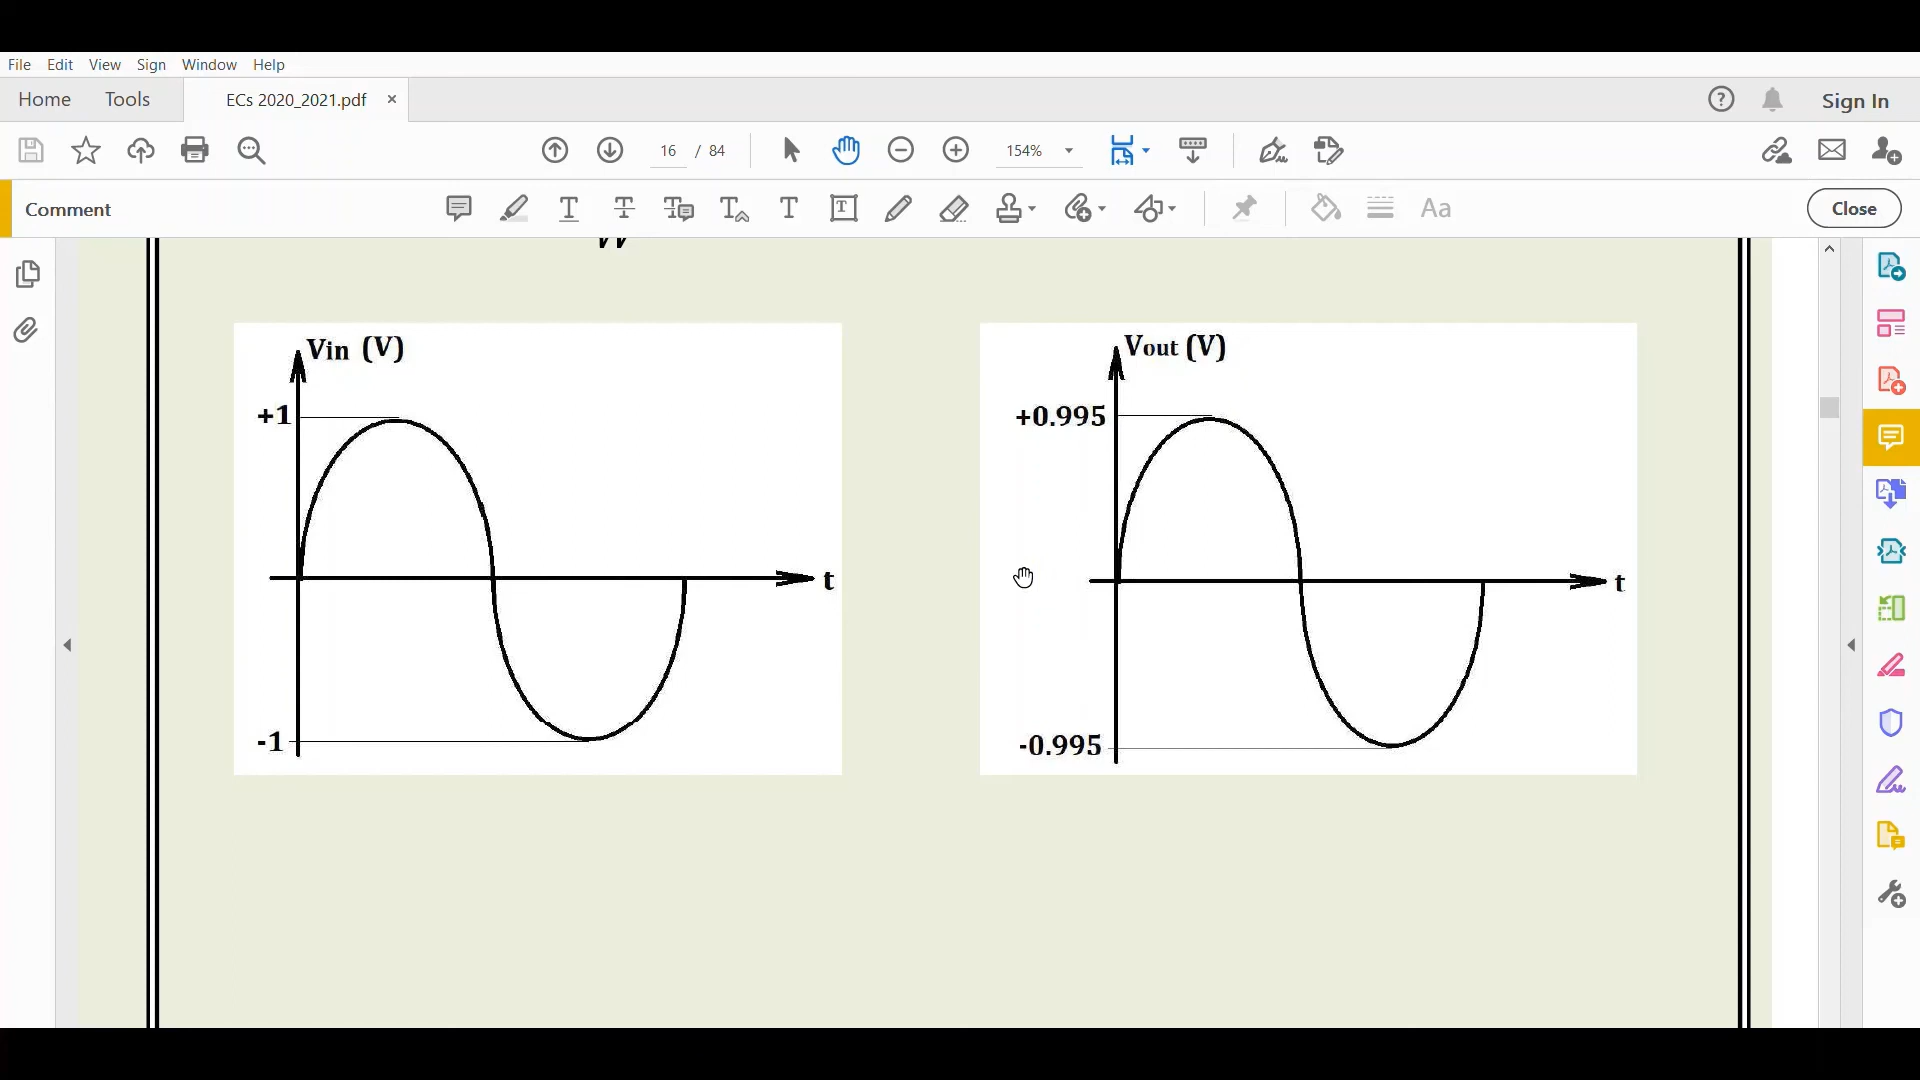 File Edit View Sign Window Help
Home Tools ECs 2020_2021.pdf × Sign In
16 / 84 154%
Comment Close
Vin (V)
+1
t
-1
Vout (V)
+0.995
t
-0.995